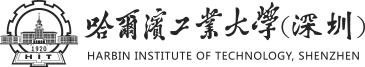 哈爾濱工業大學(深圳)
HARBIN INSTITUTE OF TECHNOLOGY, SHENZHEN
1920
HIT